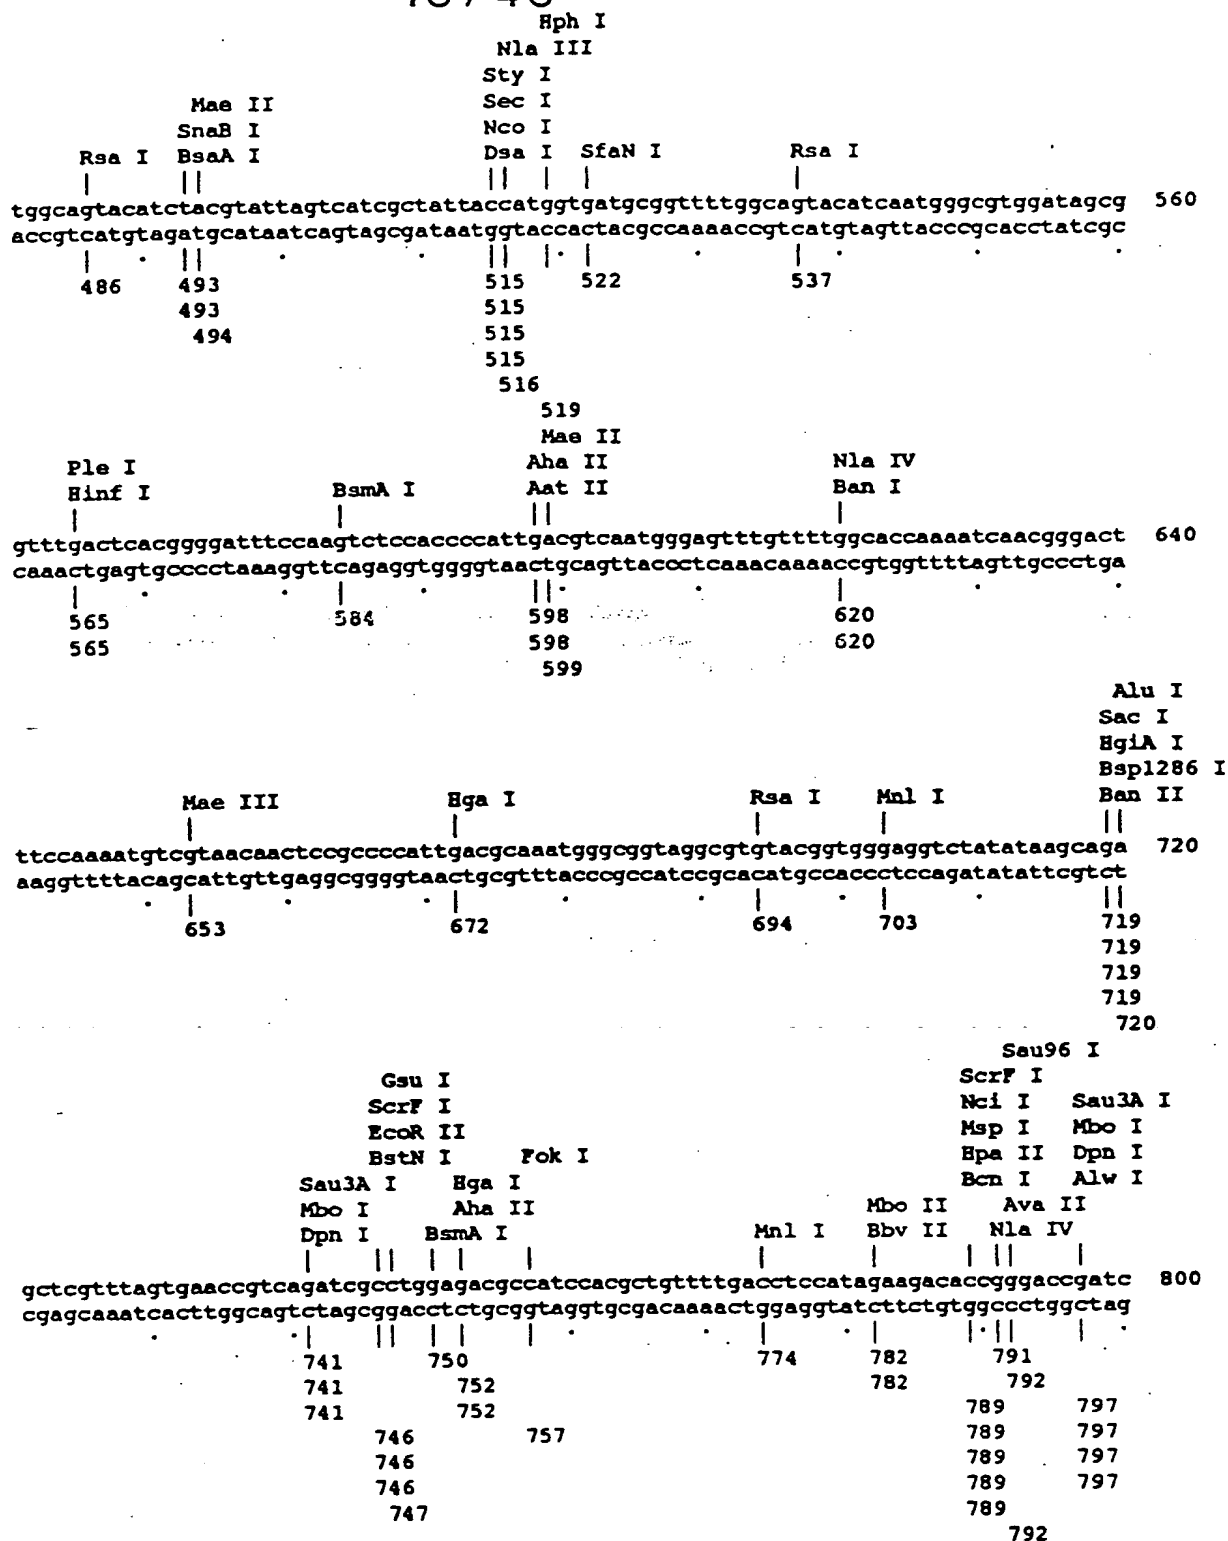 Hph I
Nla III
Sty I
Mae II Sec I
SnaB I Nco I
Rsa I BsaA I Dsa I SfaN I Rsa I
tggcagtacatctacgtattagtcatcgctattaccatggtgatgcggttttggcagtacatcaatgggcgtggatagcg 560
accgtcatgtagatgcataatcagtagcgataatggtaccactacgccaaaaccgtcatgtagttacccgcacctatcgc
486 493 515 522 537
493 515
494 515
515
516
519
Mae II
Ple I Aha II Nla IV
Hinf I BsmA I Aat II Ban I
gtttgactcacggggatttccaagtctccaccccattgacgtcaatgggagtttgttttggcaccaaaatcaacgggact 640
caaactgagtgcccctaaaggttcagaggtggggtaactgcagttaccctcaaacaaaaccgtggttttagttgccctga
565 584 598 620
565 598 620
599
Alu I
Sac I
HgiA I
Bsp1286 I
Mae III Hga I Rsa I Mnl I Ban II
ttccaaaatgtcgtaacaactccgccccattgacgcaaatgggcggtaggcgtgtacggtgggaggtctatataagcaga 720
aaggttttacagcattgttgaggcggggtaactgcgtttacccgccatccgcacatgccaccctccagatatattcgtct
653 672 694 703 719
719
719
719
720
Sau96 I
Gsu I ScrF I
ScrF I Nci I Sau3A I
EcoR II Msp I Mbo I
BstN I Fok I Hpa II Dpn I
Sau3A I Hga I Bcn I Alw I
Mbo I Aha II Mbo II Ava II
Dpn I BsmA I Mnl I Bbv II Nla IV
gctcgtttagtgaaccgtcagatcgcctggagacgccatccacgctgttttgacctccatagaagacaccgggaccgatc 800
cgagcaaatcacttggcagtctagcggacctctgcggtaggtgcgacaaaactggaggtatcttctgtggccctggctag
741 750 774 782 791
741 752 782 792
741 752 789 797
746 757 789 797
746 789 797
746 789 797
747 789
792